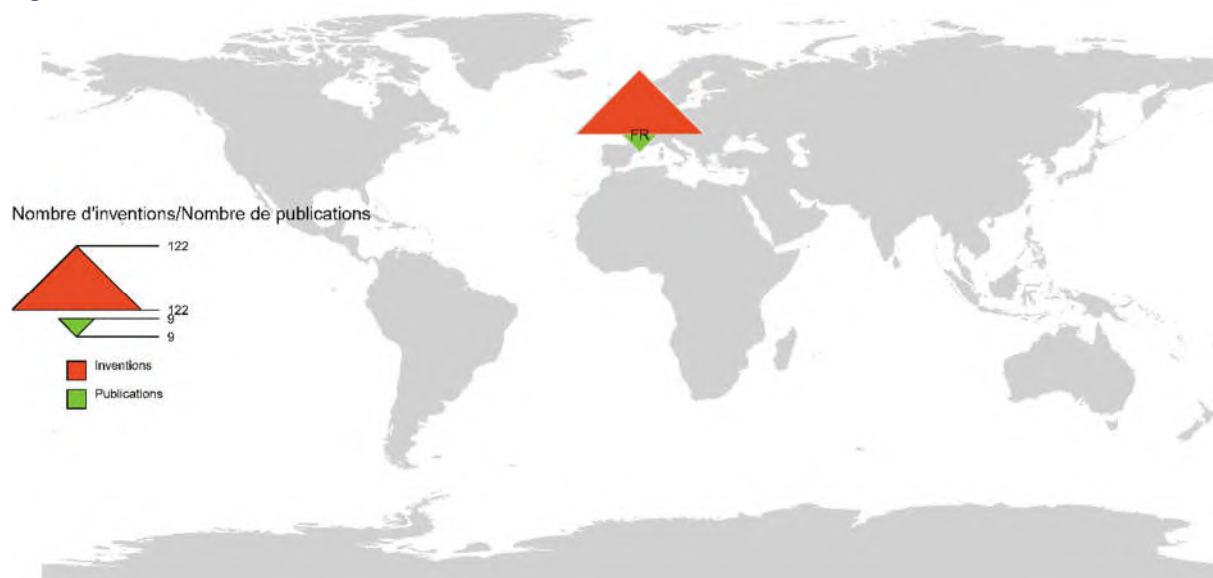 FR
Nombre d'inventions/Nombre de publications
122
122
9
9
Inventions
Publications